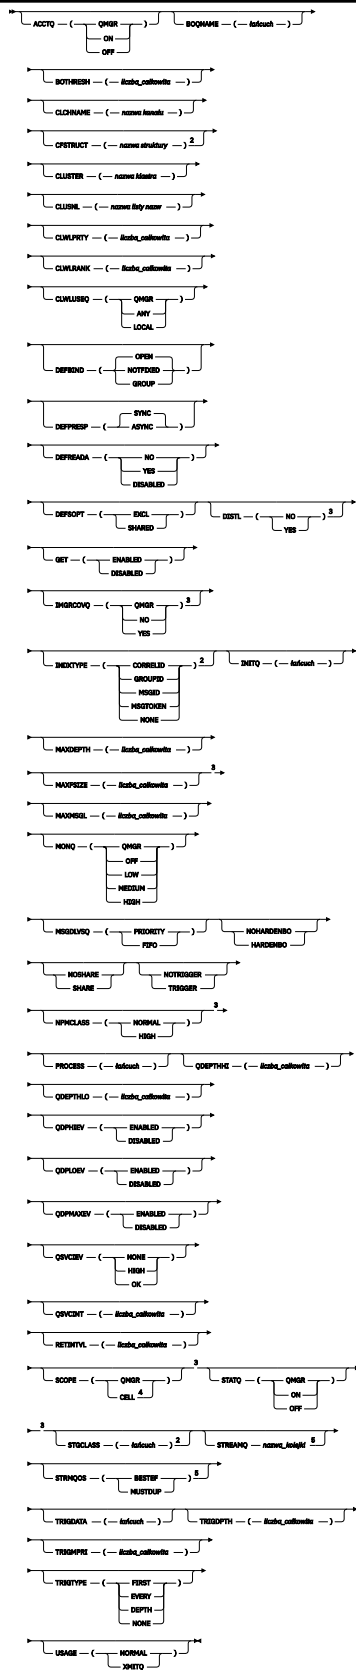 ACCTQ ( QMGR ) BOQNAME ( łańcuch )
ON
OFF
BOTHRESH ( liczba_całkowita )
CLCHNAME ( nazwa kanału )
CFSTRUCT ( nazwa struktury ) 2
CLUSTER ( nazwa klastra )
CLUSNL ( nazwa listy nazw )
CLWLPRTY ( liczba_całkowita )
CLWLRANK ( liczba_całkowita )
CLWLUSEQ ( QMGR )
ANY
LOCAL
OPEN
DEFBIND ( NOTFIXED )
GROUP
SYNC
DEFPRESP ( ASYNC )
DEFREADA ( NO )
YES
DISABLED
DEFSOPT ( EXCL ) DISTL ( NO ) 3
SHARED YES
GET ( ENABLED )
DISABLED
IMGRCOVQ ( QMGR ) 3
NO
YES
INDXTYPE ( CORRELID ) 2 INITQ ( łańcuch )
GROUPID
MSGID
MSGTOKEN
NONE
MAXDEPTH ( liczba_całkowita )
MAXFSIZE ( liczba_całkowita ) 3
MAXMSGL ( liczba_całkowita )
MONQ ( QMGR )
OFF
LOW
MEDIUM
HIGH
MSGDLVSQ ( PRIORITY ) NOHARDENBO
FIFO HARDENBO
NOSHARE NOTRIGGER
SHARE TRIGGER
NPMCLASS ( NORMAL ) 3
HIGH
PROCESS ( łańcuch ) QDEPTHHI ( liczba_całkowita )
QDEPTHLO ( liczba_całkowita )
QDPHIEV ( ENABLED )
DISABLED
QDPLOEV ( ENABLED )
DISABLED
QDPMAXEV ( ENABLED )
DISABLED
QSVCIEV ( NONE )
HIGH
OK
QSVCINT ( liczba_całkowita )
RETINTVL ( liczba_całkowita )
SCOPE ( QMGR ) 3 STATQ ( QMGR )
CELL 4 ON
OFF
3 STGCLASS ( łańcuch ) 2 STREAMQ nazwa_kolejki 5
STRMQOS ( BESTEF ) 5
MUSTDUP
TRIGDATA ( łańcuch ) TRIGDPTH ( liczba_całkowita )
TRIGMPRI ( liczba_całkowita )
TRIGTYPE ( FIRST )
EVERY
DEPTH
NONE
USAGE ( NORMAL )
XMITQ